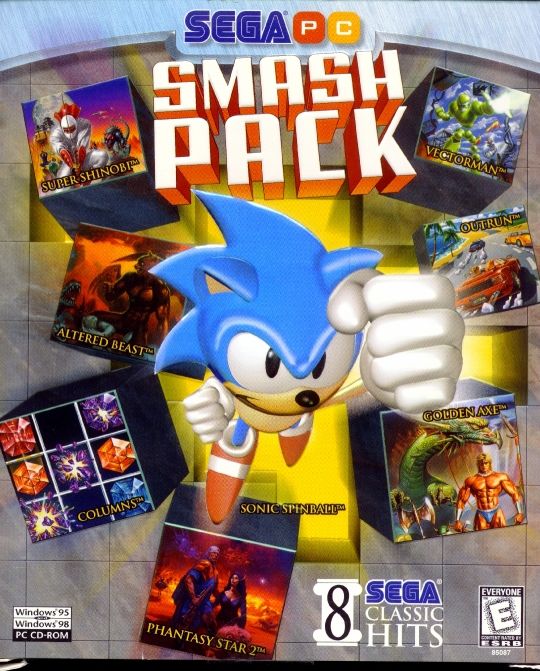 SEGA PC
SMASH
PACK
SUPER SHINOBI™
VECTORMAN™
OUTRUN™
ALTERED BEAST™
GOLDEN AXE™
COLUMNS™
SONIC SPINBALL™
PHANTASY STAR 2™
8 SEGA
CLASSIC
HITS
Windows 95
Windows 98
PC CD-ROM
EVERYONE
E
CONTENT RATED BY
ESRB
85087